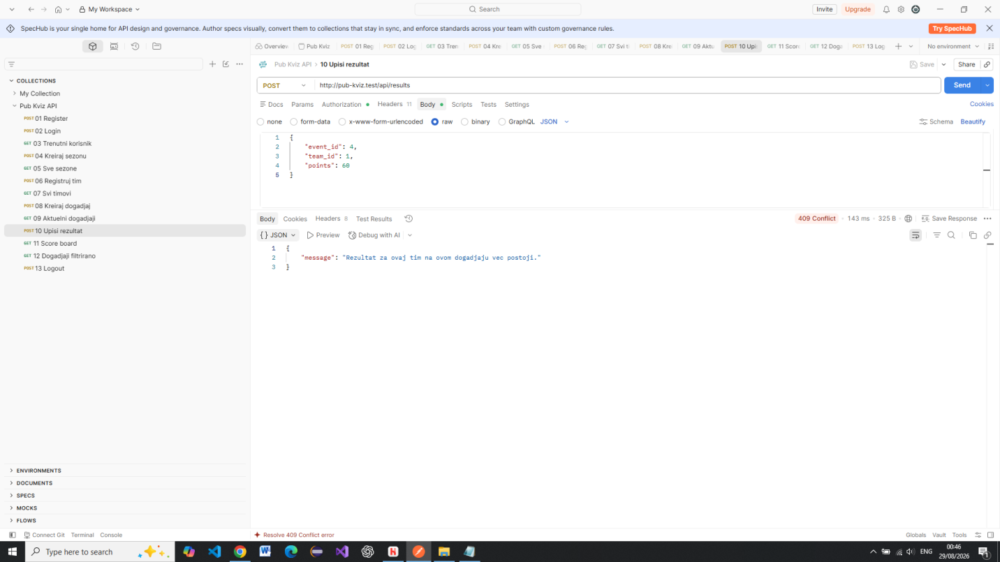 My Workspace
Search
Invite
Upgrade
SpecHub is your single home for API design and governance. Author specs visually, convert them to collections that stay in sync, and enforce standards across your team with custom governance rules.
Try SpecHub
Overview
Pub Kviz
POST 01 Reg
POST 02 Log
GET 03 Tren
POST 04 Kre
GET 05 Sve
POST 06 Reg
GET 07 Svi ti
POST 08 Kre
GET 09 Aktu
POST 10 Upis
GET 11 Score
GET 12 Doga
POST 13 Log
No environment
COLLECTIONS
My Collection
Pub Kviz API
POST 01 Register
POST 02 Login
GET 03 Trenutni korisnik
POST 04 Kreiraj sezonu
GET 05 Sve sezone
POST 06 Registruj tim
GET 07 Svi timovi
POST 08 Kreiraj dogadjaj
GET 09 Aktuelni dogadjaji
POST 10 Upisi rezultat
GET 11 Score board
GET 12 Dogadjaji filtrirano
POST 13 Logout
ENVIRONMENTS
DOCUMENTS
SPECS
MOCKS
FLOWS
HTTP Pub Kviz API > 10 Upisi rezultat
Save
Share
POST
http://pub-kviz.test/api/results
Send
Docs Params Authorization Headers 11 Body Scripts Tests Settings
Cookies
none form-data x-www-form-urlencoded raw binary GraphQL JSON
Schema Beautify
1 {
2 "event_id": 4,
3 "team_id": 1,
4 "points": 60
5 }
Body Cookies Headers 8 Test Results
409 Conflict • 143 ms • 325 B
Save Response
{} JSON Preview Debug with AI
1 {
2 "message": "Rezultat za ovaj tim na ovom dogadjaju vec postoji."
3 }
Connect Git Terminal Console
Resolve 409 Conflict error
Globals Vault Tools
Type here to search
ENG
00:46
29/08/2026
1